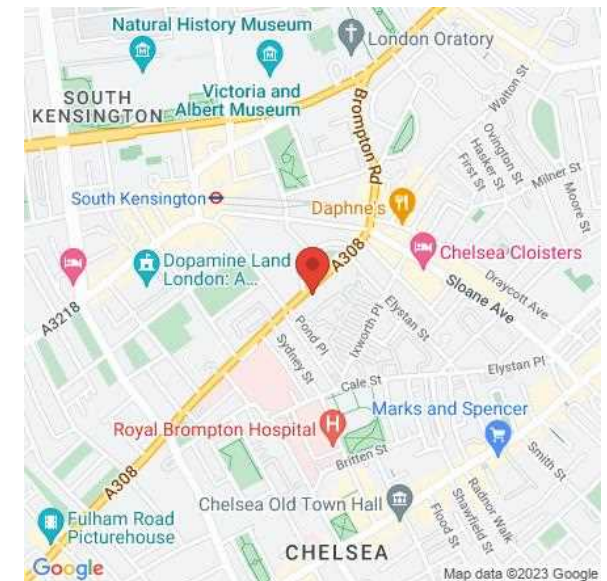 Natural History Museum
London Oratory
Victoria and
Albert Museum
SOUTH
KENSINGTON
Brompton Rd
Walton St
Ovington St
Hasker St
First St
Milner St
Moore St
South Kensington
Daphne's
A308
Chelsea Cloisters
Dopamine Land
London: A...
A3218
Draycott Ave
Sloane Ave
Elystan St
Ixworth Pl
Pond Pl
Sydney St
Elystan Pl
Cale St
Marks and Spencer
Royal Brompton Hospital
Britten St
Smith St
A308
Chelsea Old Town Hall
Radnor Walk
Shawfield St
Flood St
Fulham Road
Picturehouse
CHELSEA
Google
Map data ©2023 Google